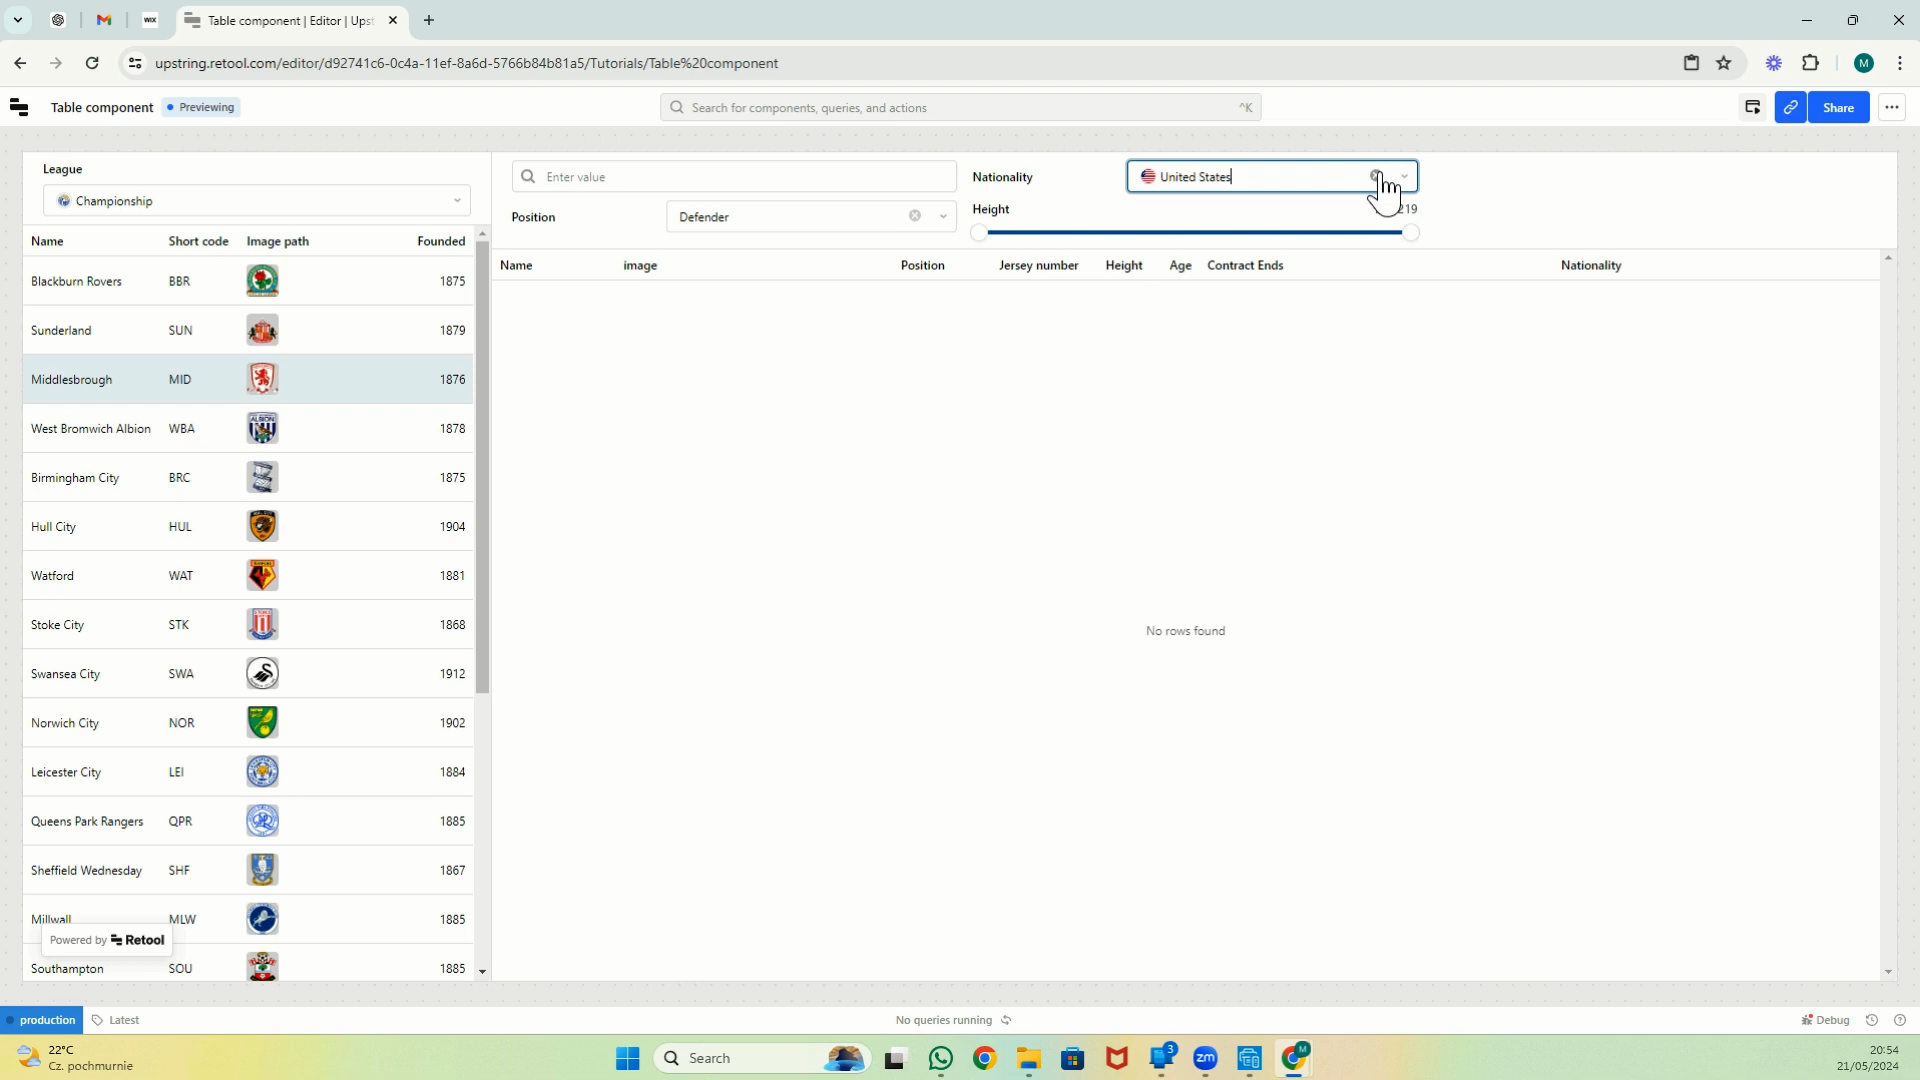 Table component | Editor | Upst
upstring.retool.com/editor/d92741c6-0c4a-11ef-8a6d-5766b84b81a5/Tutorials/Table%20component
M
Table component
Previewing
Search for components, queries, and actions
^K
Share
League
Championship
Name Short code Image path Founded
Blackburn Rovers BBR 1875
Sunderland SUN 1879
Middlesbrough MID 1876
West Bromwich Albion WBA 1878
Birmingham City BRC 1875
Hull City HUL 1904
Watford WAT 1881
Stoke City STK 1868
Swansea City SWA 1912
Norwich City NOR 1902
Leicester City LEI 1884
Queens Park Rangers QPR 1885
Sheffield Wednesday SHF 1867
Millwall MLW 1885
Powered by Retool
Southampton SOU 1885
Enter value
Nationality
United States
Position
Defender
Height
219
Name image Position Jersey number Height Age Contract Ends Nationality
No rows found
production
Latest
No queries running
Debug
22°C
Cz. pochmurnie
Search
3
zm
M
20:54
21/05/2024